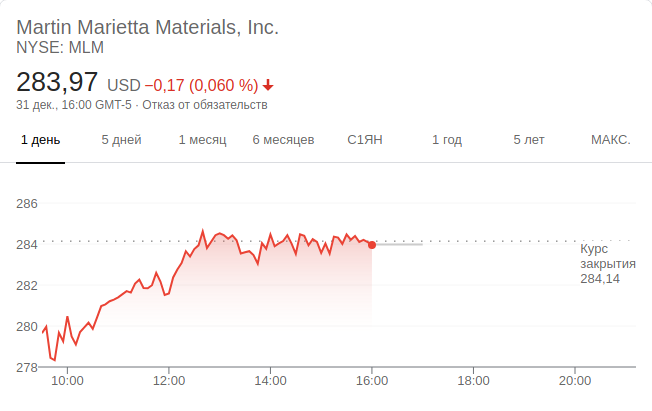 Martin Marietta Materials, Inc.
NYSE: MLM
283,97 USD −0,17 (0,060 %)
31 дек., 16:00 GMT-5 · Отказ от обязательств
1 день 5 дней 1 месяц 6 месяцев С1ЯН 1 год 5 лет МАКС.
286
284
282
280
278
Курс
закрытия
284,14
10:00 12:00 14:00 16:00 18:00 20:00